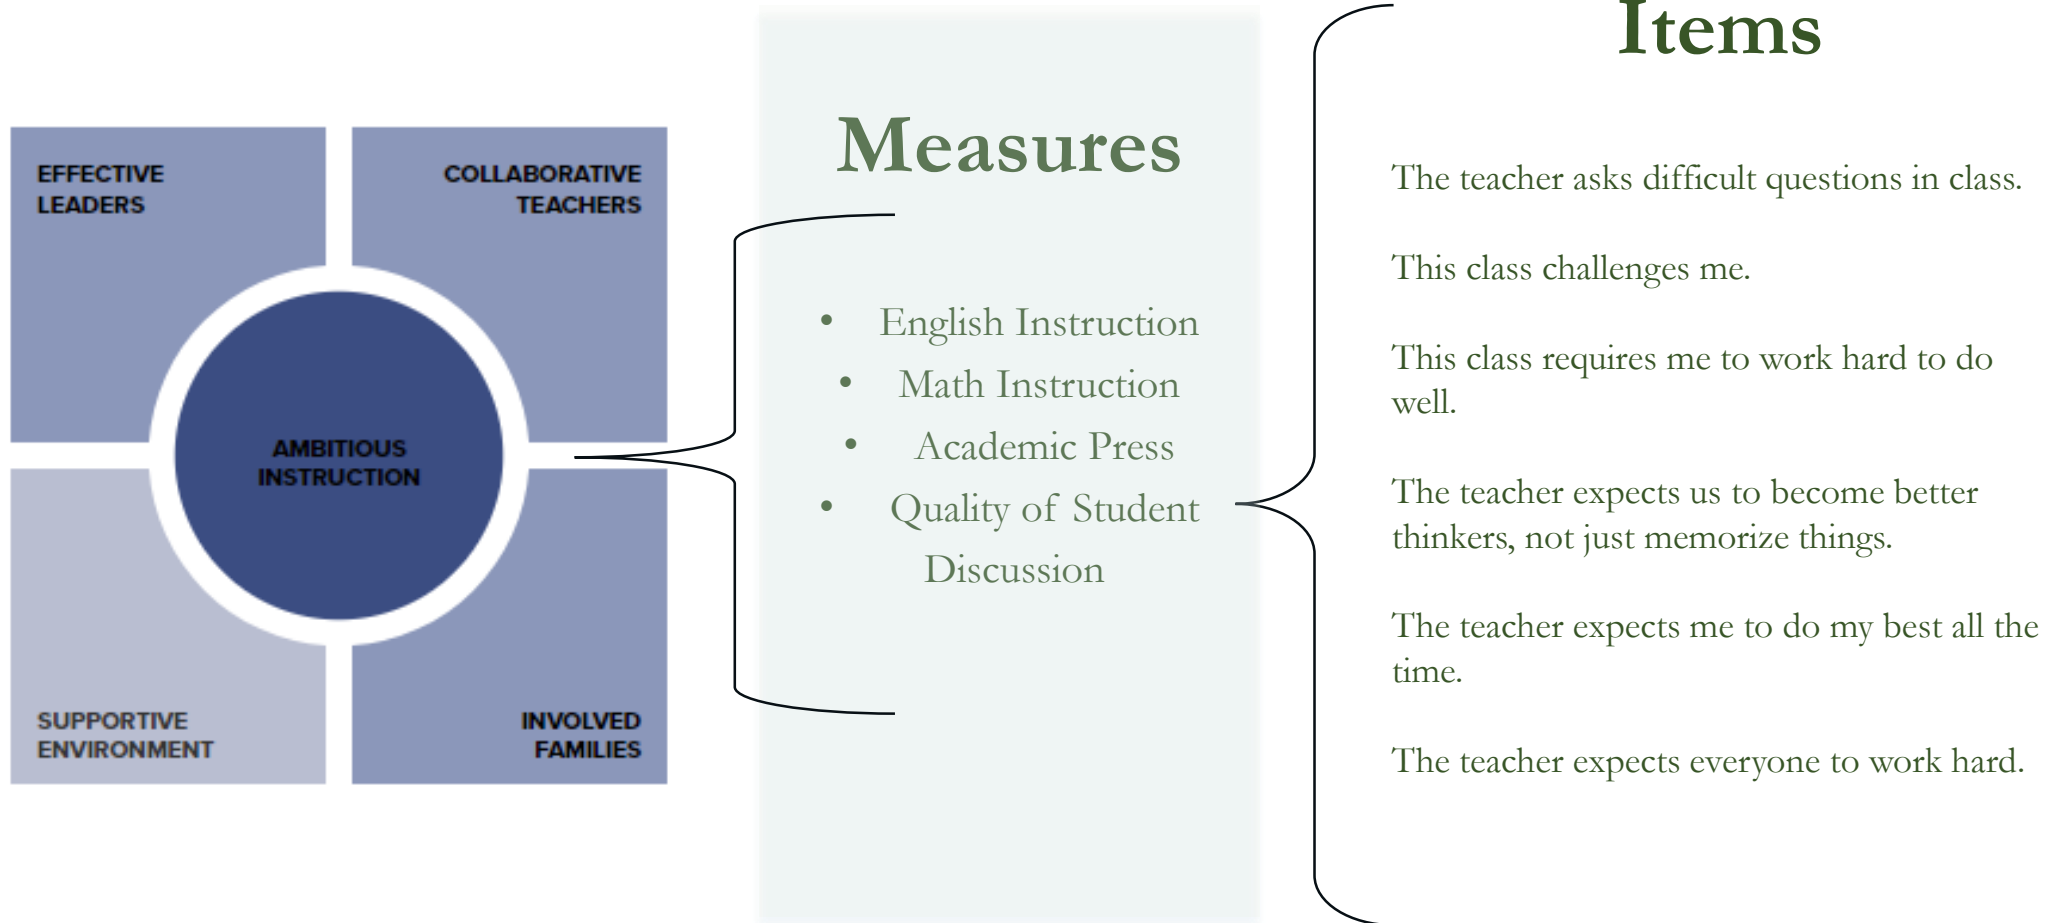 EFFECTIVE
LEADERS
COLLABORATIVE
TEACHERS
AMBITIOUS
INSTRUCTION
SUPPORTIVE
ENVIRONMENT
INVOLVED
FAMILIES
Measures
• English Instruction
• Math Instruction
• Academic Press
• Quality of Student
Discussion
Items
The teacher asks difficult questions in class.
This class challenges me.
This class requires me to work hard to do
well.
The teacher expects us to become better
thinkers, not just memorize things.
The teacher expects me to do my best all the
time.
The teacher expects everyone to work hard.